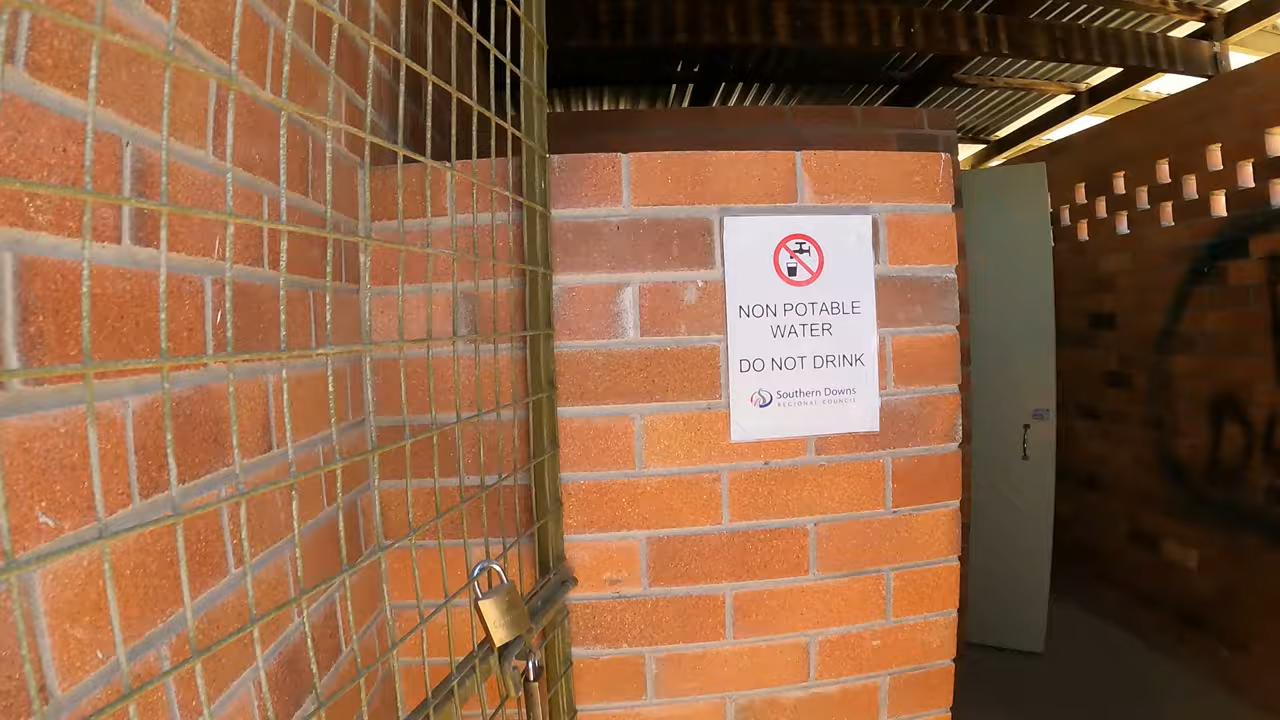 NON POTABLE
WATER
DO NOT DRINK
Southern Downs
REGIONAL COUNCIL